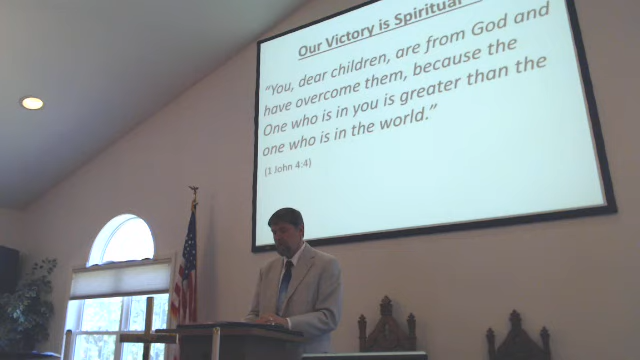 Our Victory is Spiritual
“You, dear children, are from God and
have overcome them, because the
One who is in you is greater than the
one who is in the world.”
(1 John 4:4)